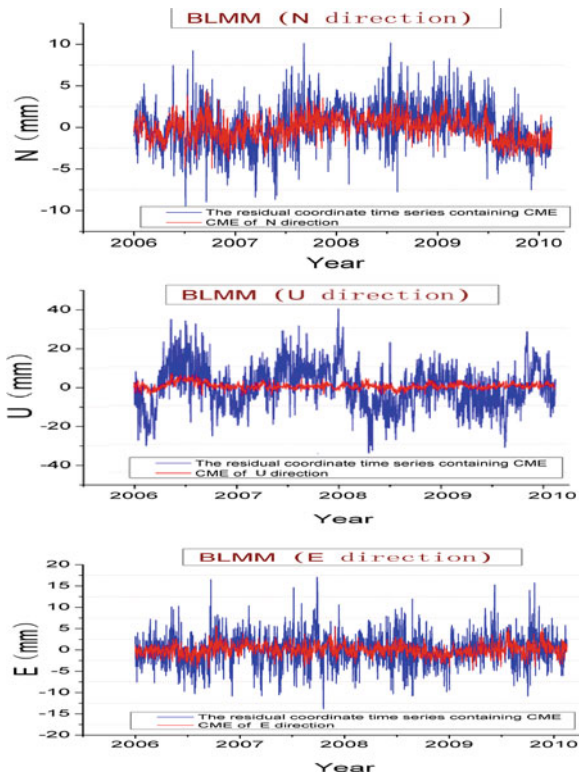 BLMM (N direction)
N (mm)
10
5
0
-5
-10
The residual coordinate time series containing CME
CME of N direction
2006 2007 2008 2009 2010
Year
BLMM (U direction)
U (mm)
40
20
0
-20
-40
The residual coordinate time series containing CME
CME of U direction
2006 2007 2008 2009 2010
Year
BLMM (E direction)
E (mm)
20
15
10
5
0
-5
-10
-15
-20
The residual coordinate time series containing CME
CME of E direction
2006 2007 2008 2009 2010
Year